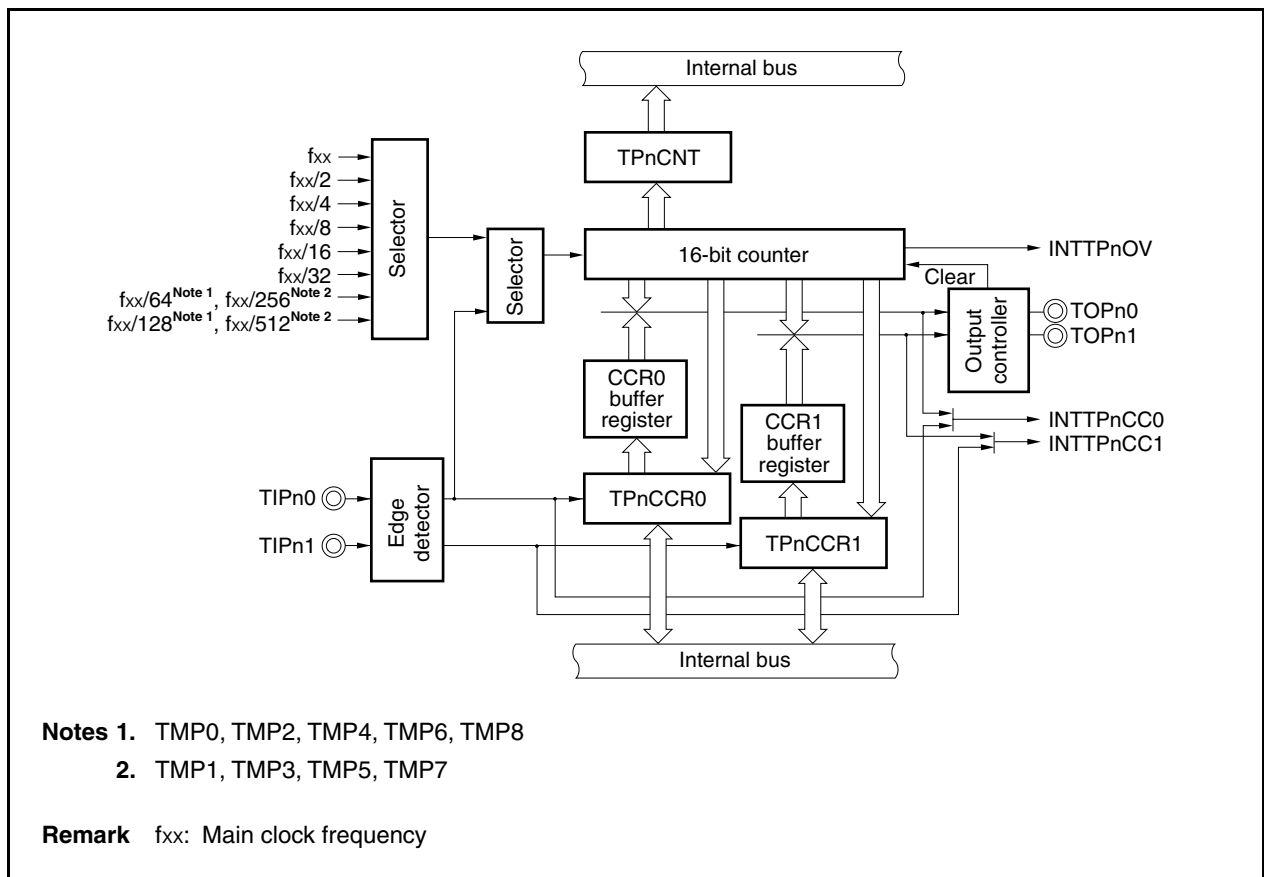 Internal bus
TPnCNT
fxx
fxx/2
fxx/4
fxx/8
fxx/16
fxx/32
fxx/64Note 1, fxx/256Note 2
fxx/128Note 1, fxx/512Note 2
Selector
Selector
16-bit counter
INTTPnOV
Clear
TOPn0
TOPn1
Output
controller
CCR0
buffer
register
CCR1
buffer
register
INTTPnCC0
INTTPnCC1
TIPn0
TIPn1
Edge
detector
TPnCCR0
TPnCCR1
Internal bus
Notes 1. TMP0, TMP2, TMP4, TMP6, TMP8
2. TMP1, TMP3, TMP5, TMP7
Remark fxx: Main clock frequency